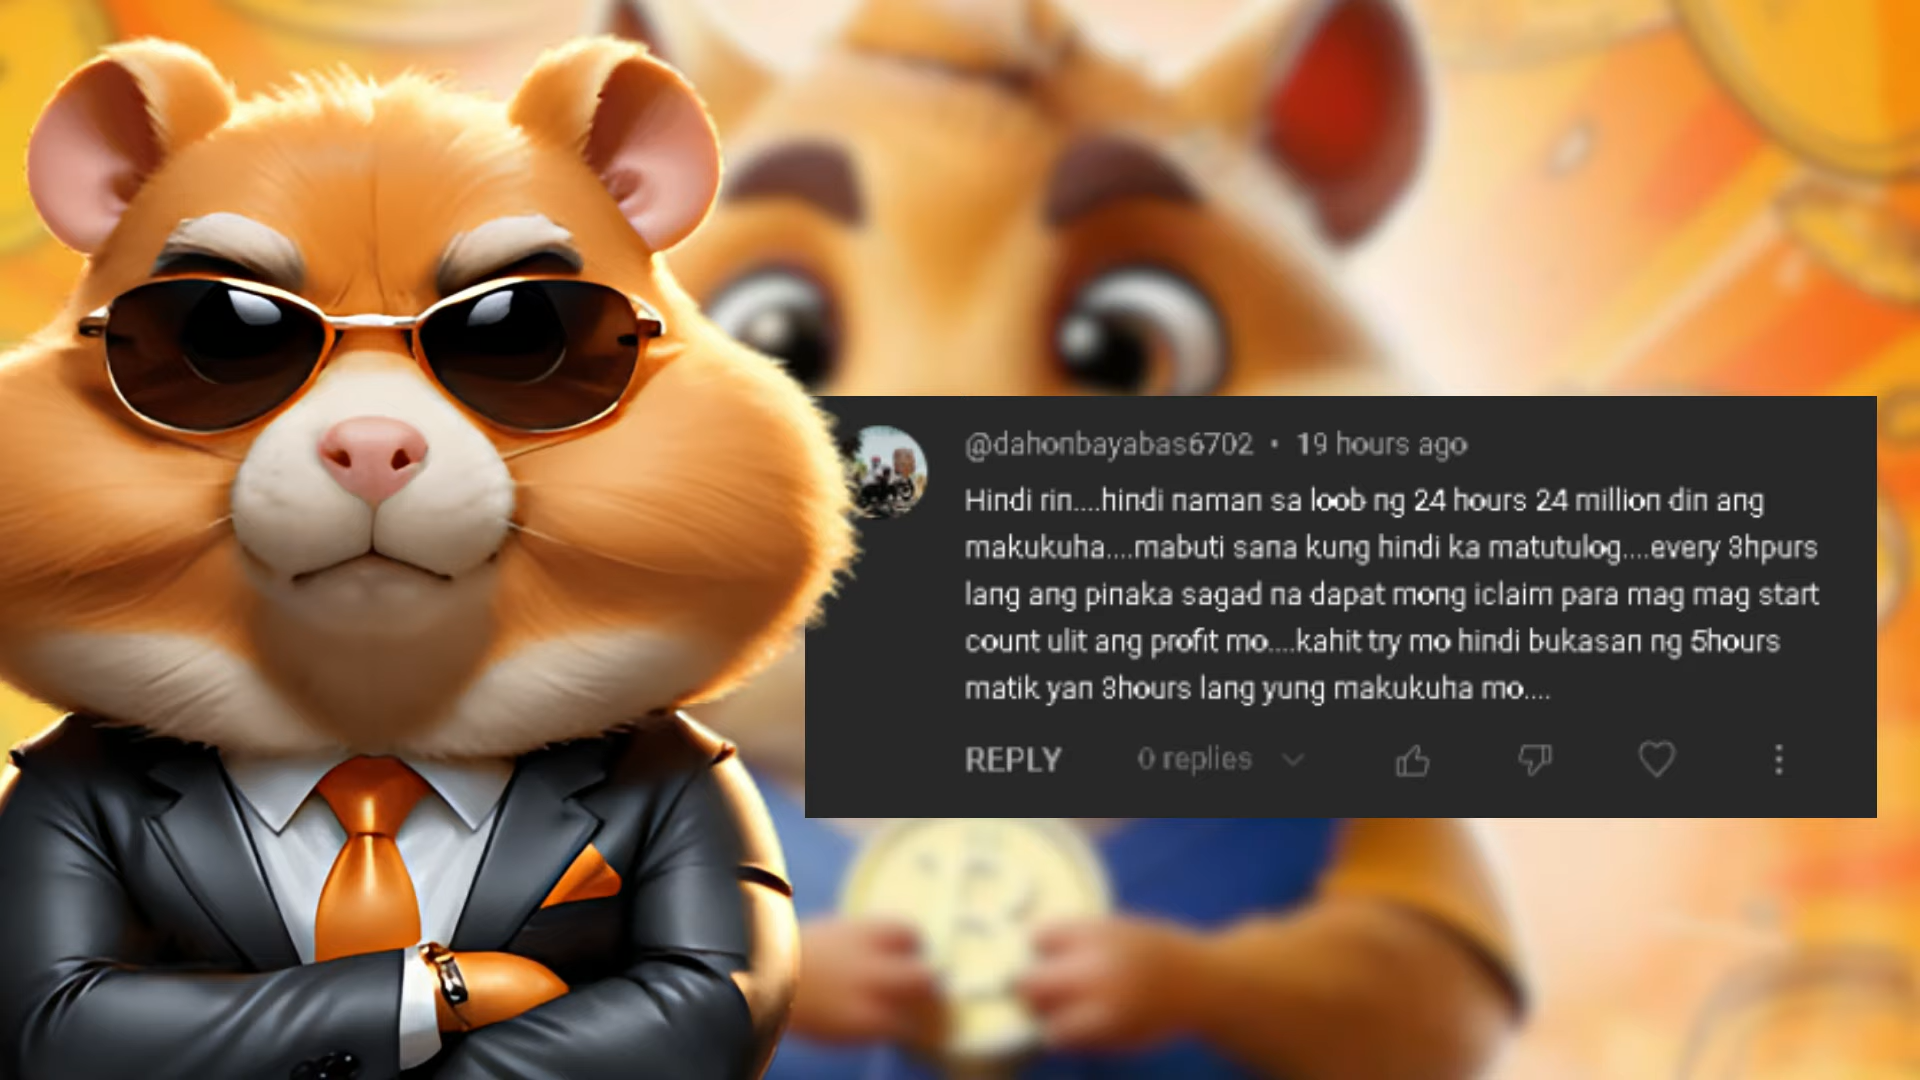 @dahonbayabas6702 • 19 hours ago
Hindi rin....hindi naman sa loob ng 24 hours 24 million din ang
makukuha....mabuti sana kung hindi ka matutulog....every 3hpurs
lang ang pinaka sagad na dapat mong iclaim para mag mag start
count ulit ang profit mo....kahit try mo hindi bukasan ng 5hours
matik yan 3hours lang yung makukuha mo....
REPLY 0 replies